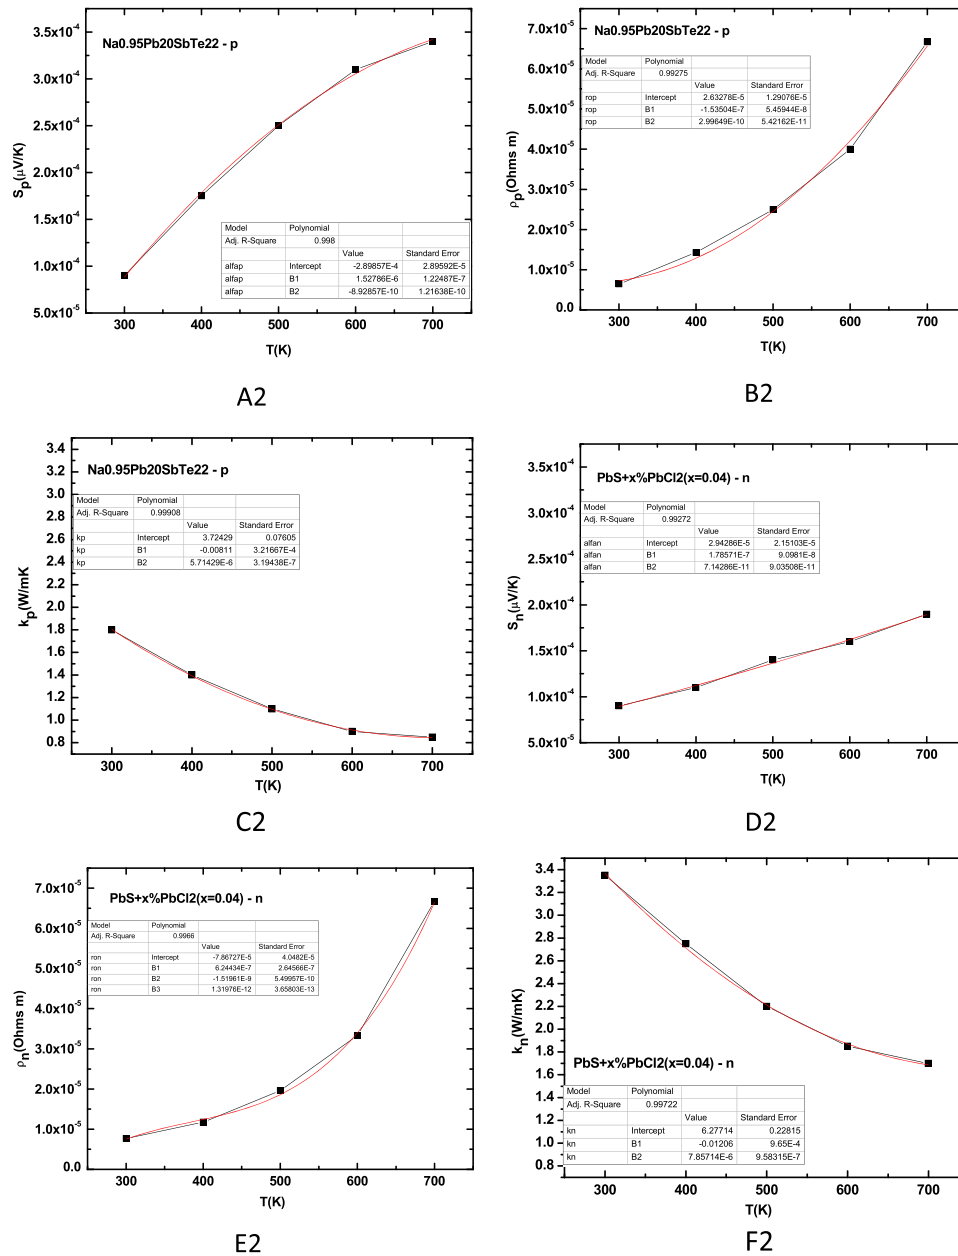 Na0.95Pb20SbTe22 - p
3.5x10⁻⁴
3.0x10⁻⁴
2.5x10⁻⁴
2.0x10⁻⁴
1.5x10⁻⁴
1.0x10⁻⁴
5.0x10⁻⁵
Sp(μV/K)
Model Polynomial
Adj. R-Square 0.998
Value Standard Error
alfap Intercept -2.89857E-4 2.89592E-5
alfap B1 1.52786E-6 1.22487E-7
alfap B2 -8.92857E-10 1.21638E-10
300 400 500 600 700
T(K)
A2
Na0.95Pb20SbTe22 - p
7.0x10⁻⁵
6.0x10⁻⁵
5.0x10⁻⁵
4.0x10⁻⁵
3.0x10⁻⁵
2.0x10⁻⁵
1.0x10⁻⁵
0.0
ρp(Ohms m)
Model Polynomial
Adj. R-Square 0.99275
Value Standard Error
rop Intercept 2.63278E-5 1.29076E-5
rop B1 -1.53504E-7 5.45944E-8
rop B2 2.99649E-10 5.42162E-11
300 400 500 600 700
T(K)
B2
Na0.95Pb20SbTe22 - p
3.4
3.2
3.0
2.8
2.6
2.4
2.2
2.0
1.8
1.6
1.4
1.2
1.0
0.8
kp(W/mK
Model Polynomial
Adj. R-Square 0.99908
Value Standard Error
kp Intercept 3.72429 0.07605
kp B1 -0.00811 3.21667E-4
kp B2 5.71429E-6 3.19438E-7
300 400 500 600 700
T(K)
C2
PbS+x%PbCl2(x=0.04) - n
3.5x10⁻⁴
3.0x10⁻⁴
2.5x10⁻⁴
2.0x10⁻⁴
1.5x10⁻⁴
1.0x10⁻⁴
5.0x10⁻⁵
Sn(μV/K)
Model Polynomial
Adj. R-Square 0.99272
Value Standard Error
alfan Intercept 2.94286E-5 2.15103E-5
alfan B1 1.78571E-7 9.0981E-8
alfan B2 7.14286E-11 9.03508E-11
300 400 500 600 700
T(K)
D2
PbS+x%PbCl2(x=0.04) - n
7.0x10⁻⁵
6.0x10⁻⁵
5.0x10⁻⁵
4.0x10⁻⁵
3.0x10⁻⁵
2.0x10⁻⁵
1.0x10⁻⁵
0.0
ρn(Ohms m)
Model Polynomial
Adj. R-Square 0.9966
Value Standard Error
ron Intercept -7.86727E-5 4.0482E-5
ron B1 6.24434E-7 2.64566E-7
ron B2 -1.51961E-9 5.49957E-10
ron B3 1.31976E-12 3.65803E-13
300 400 500 600 700
T(K)
E2
3.4
3.2
3.0
2.8
2.6
2.4
2.2
2.0
1.8
1.6
1.4
1.2
1.0
0.8
kn(W/mK)
PbS+x%PbCl2(x=0.04) - n
Model Polynomial
Adj. R-Square 0.99722
Value Standard Error
kn Intercept 6.27714 0.22815
kn B1 -0.01206 9.65E-4
kn B2 7.85714E-6 9.58315E-7
300 400 500 600 700
T(K)
F2